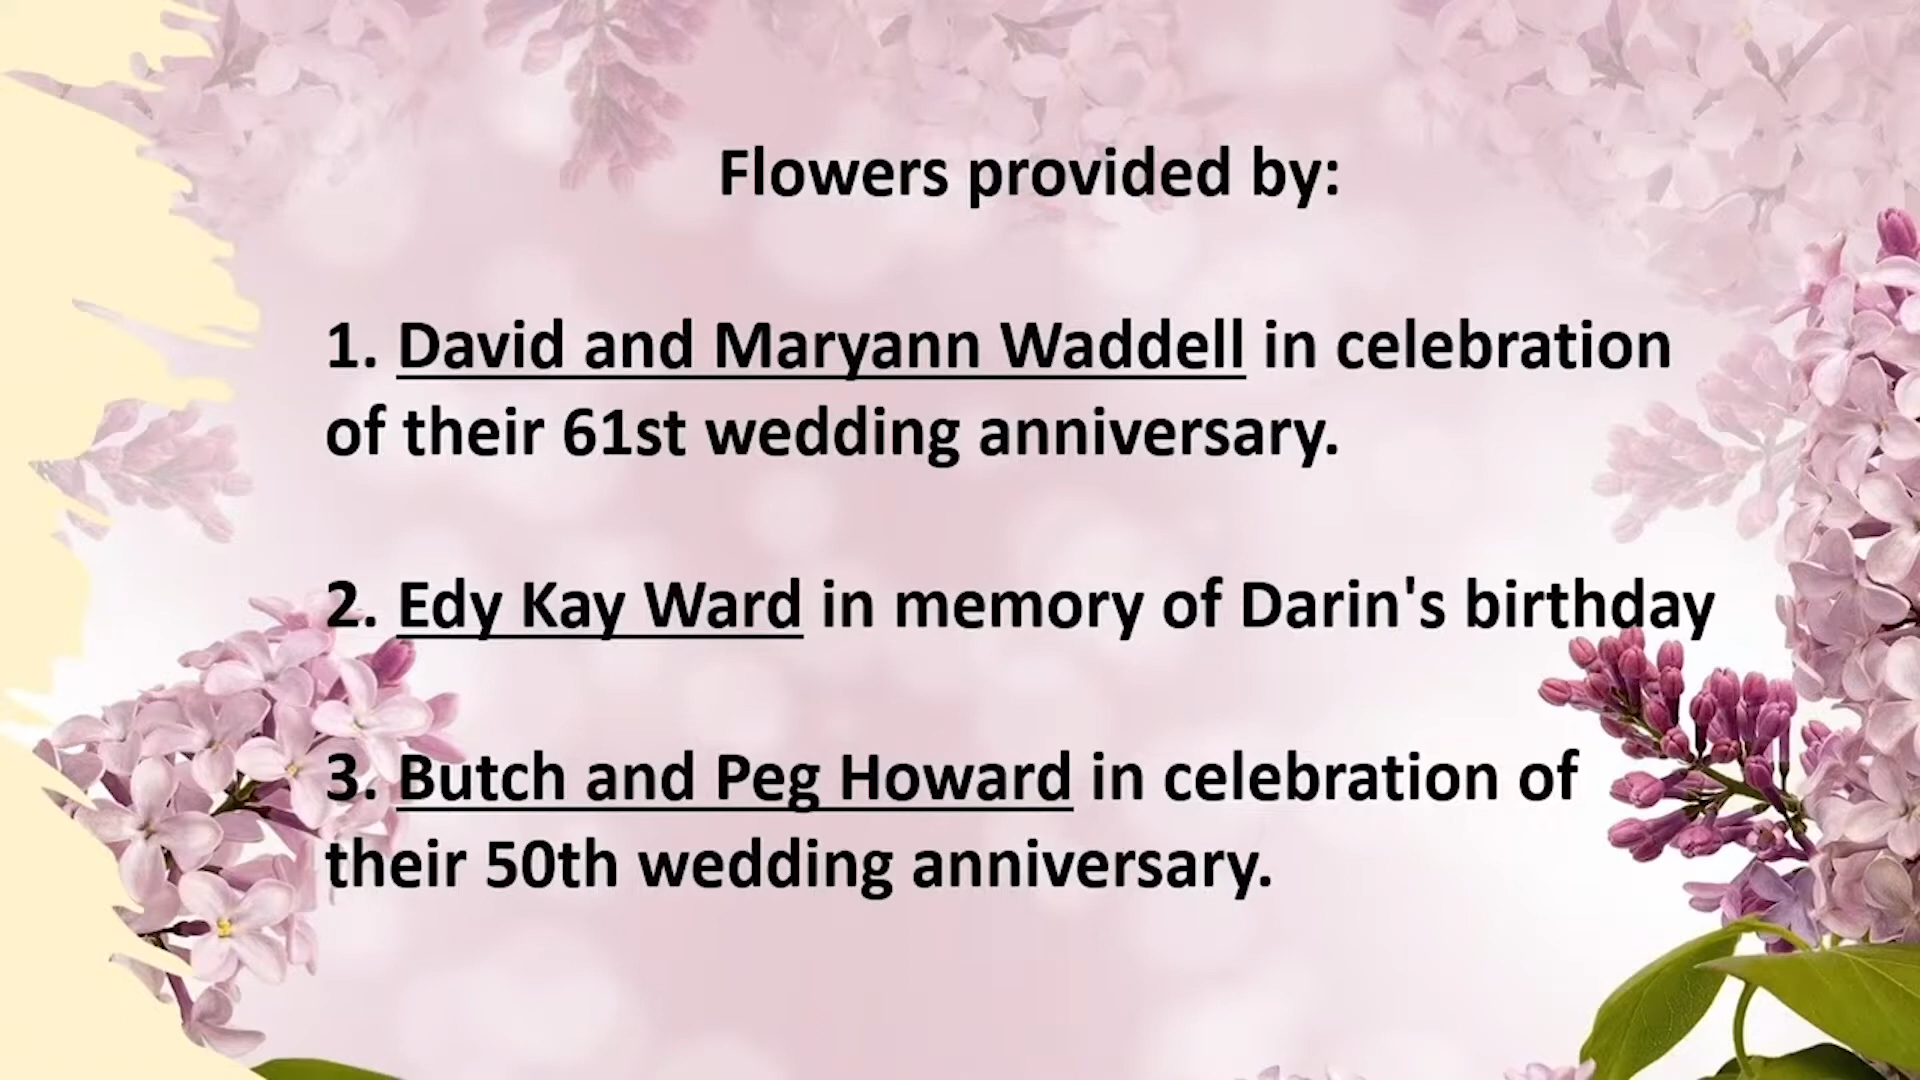 Flowers provided by:
1. David and Maryann Waddell in celebration
of their 61st wedding anniversary.
2. Edy Kay Ward in memory of Darin's birthday
3. Butch and Peg Howard in celebration of
their 50th wedding anniversary.